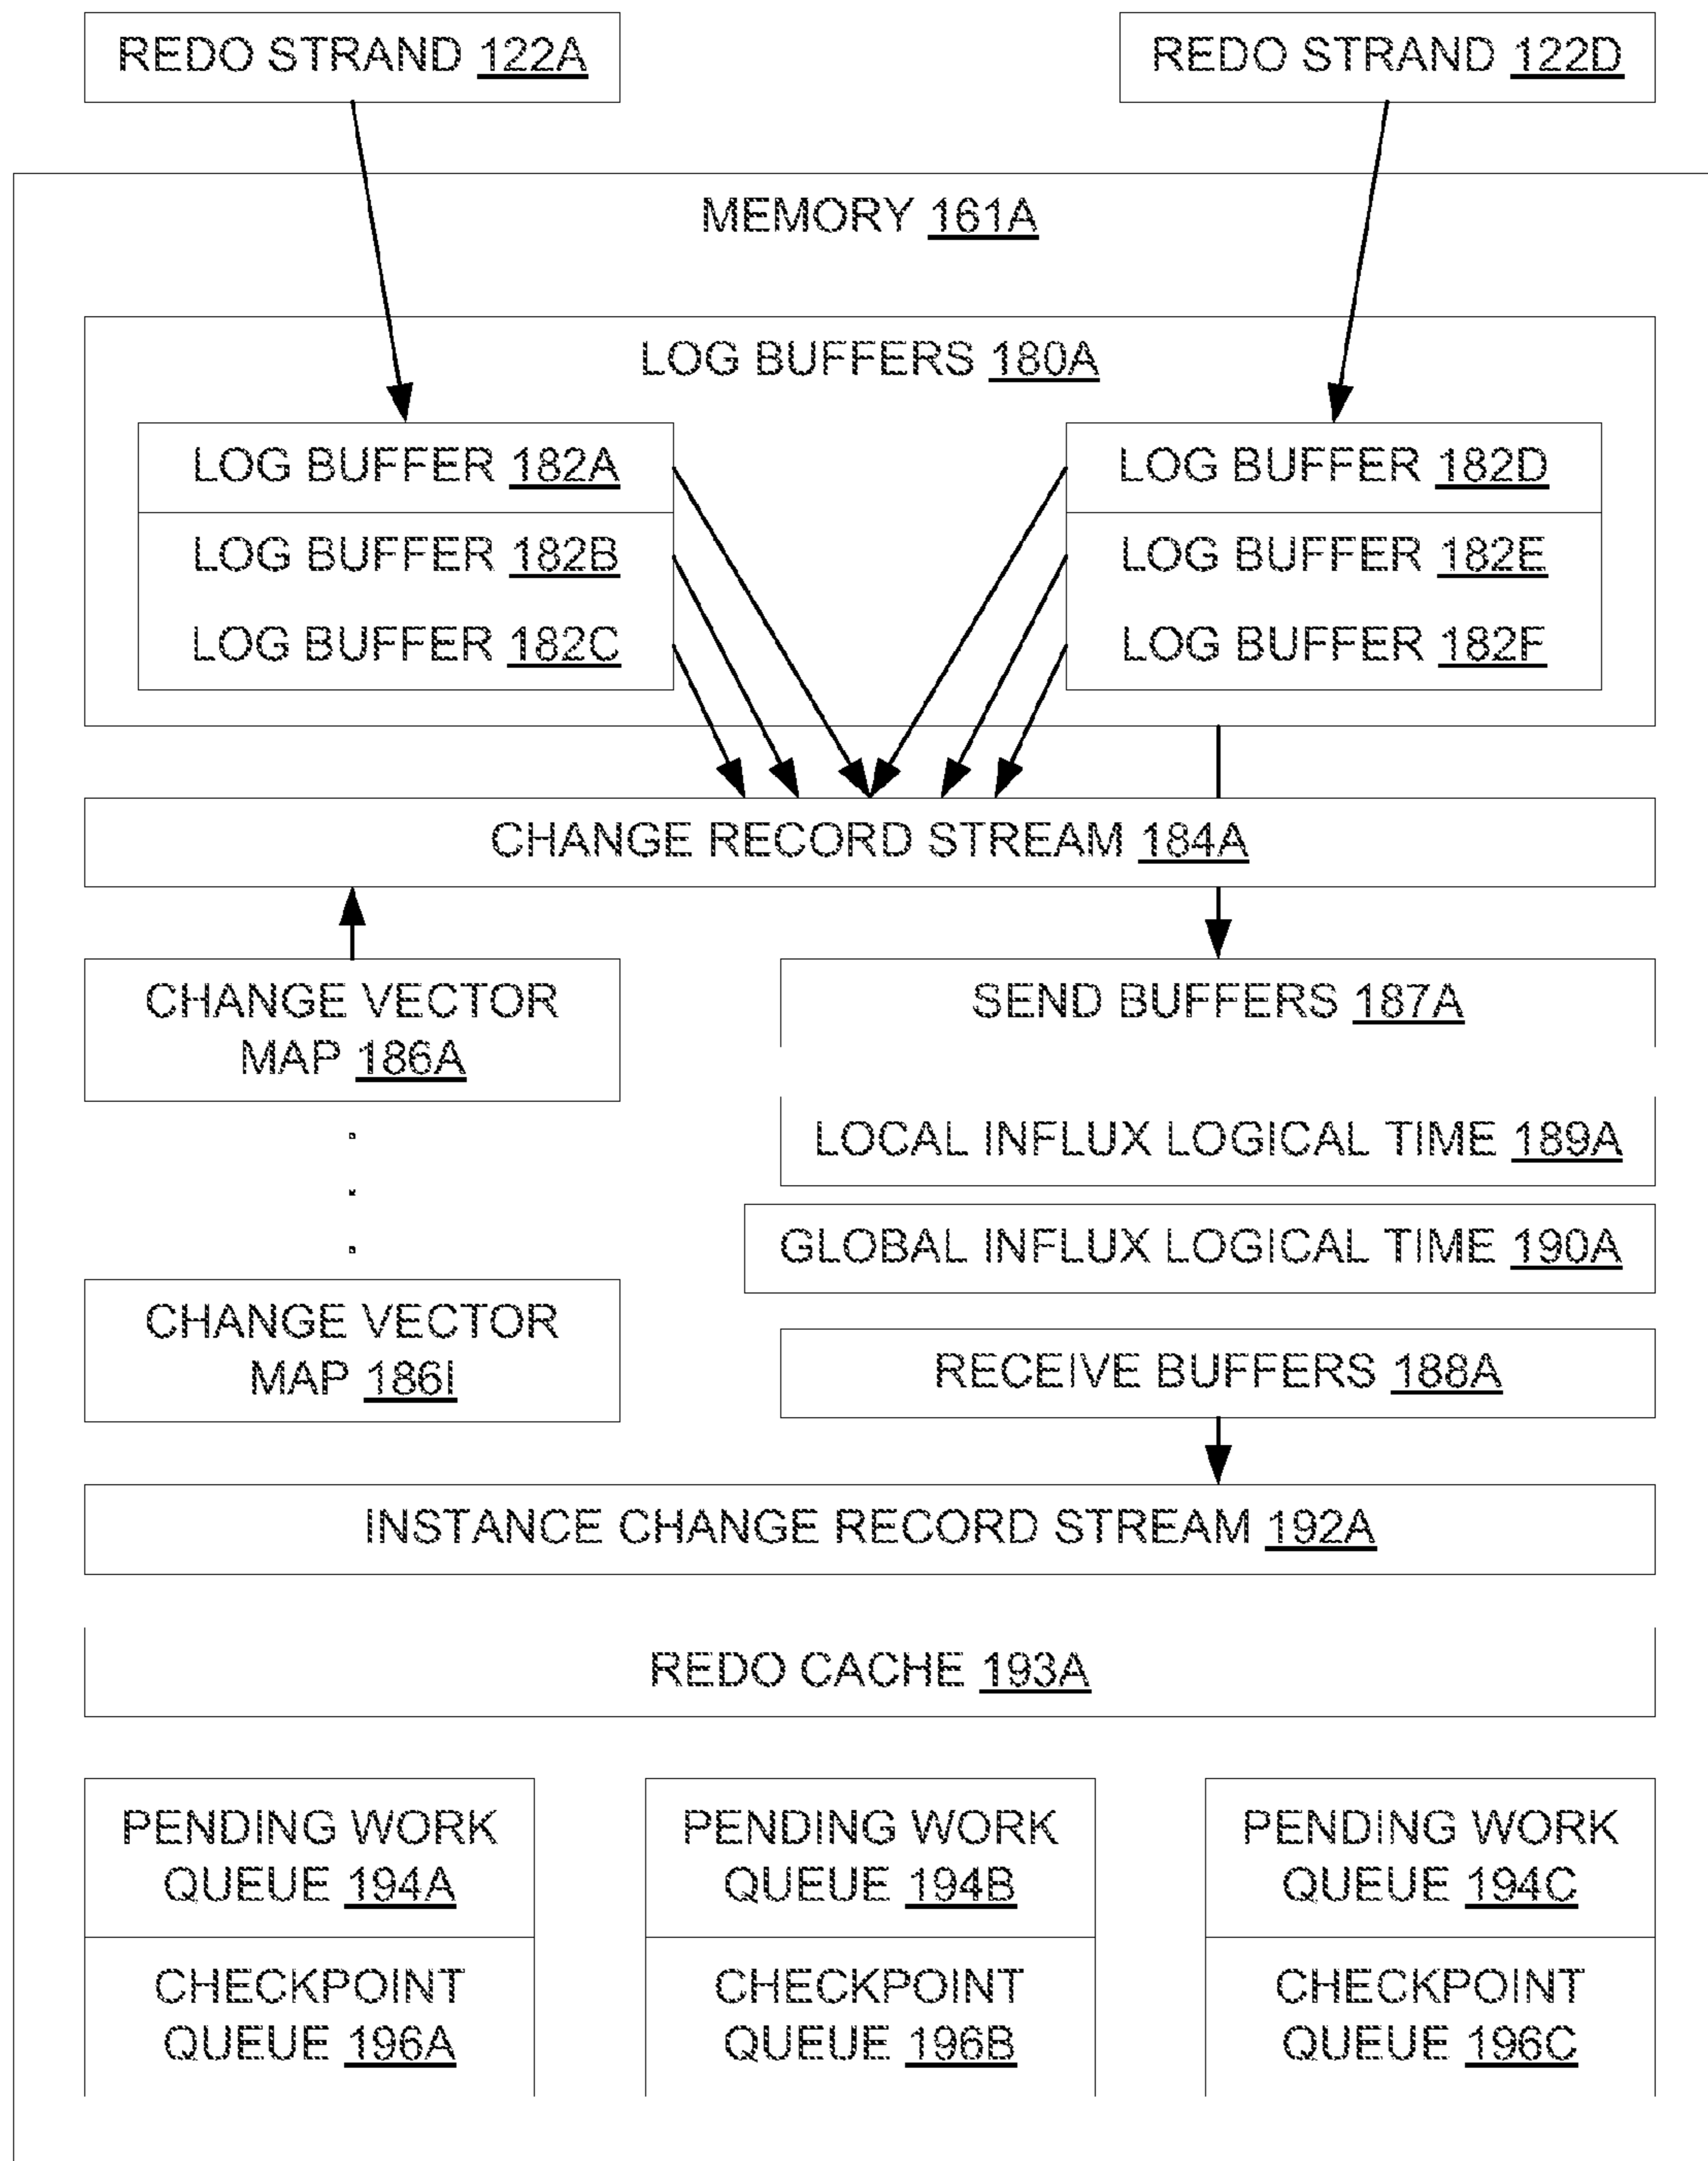 REDO STRAND 122A
REDO STRAND 122D
MEMORY 161A
LOG BUFFERS 180A
LOG BUFFER 182A
LOG BUFFER 182B
LOG BUFFER 182C
LOG BUFFER 182D
LOG BUFFER 182E
LOG BUFFER 182F
CHANGE RECORD STREAM 184A
CHANGE VECTOR
MAP 186A
CHANGE VECTOR
MAP 186I
SEND BUFFERS 187A
LOCAL INFLUX LOGICAL TIME 189A
GLOBAL INFLUX LOGICAL TIME 190A
RECEIVE BUFFERS 188A
INSTANCE CHANGE RECORD STREAM 192A
REDO CACHE 193A
PENDING WORK
QUEUE 194A
CHECKPOINT
QUEUE 196A
PENDING WORK
QUEUE 194B
CHECKPOINT
QUEUE 196B
PENDING WORK
QUEUE 194C
CHECKPOINT
QUEUE 196C